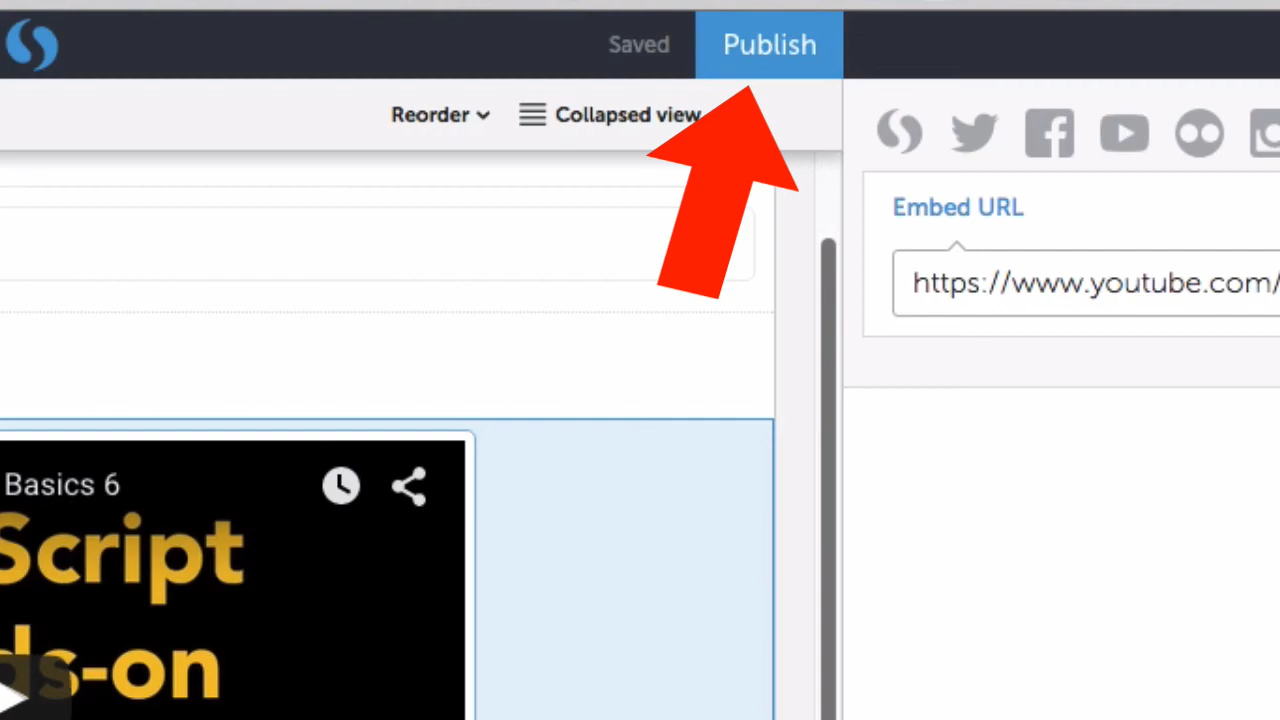 Saved
Publish
Reorder
Collapsed view
Embed URL
https://www.youtube.com/
Basics 6
Script
ds-on